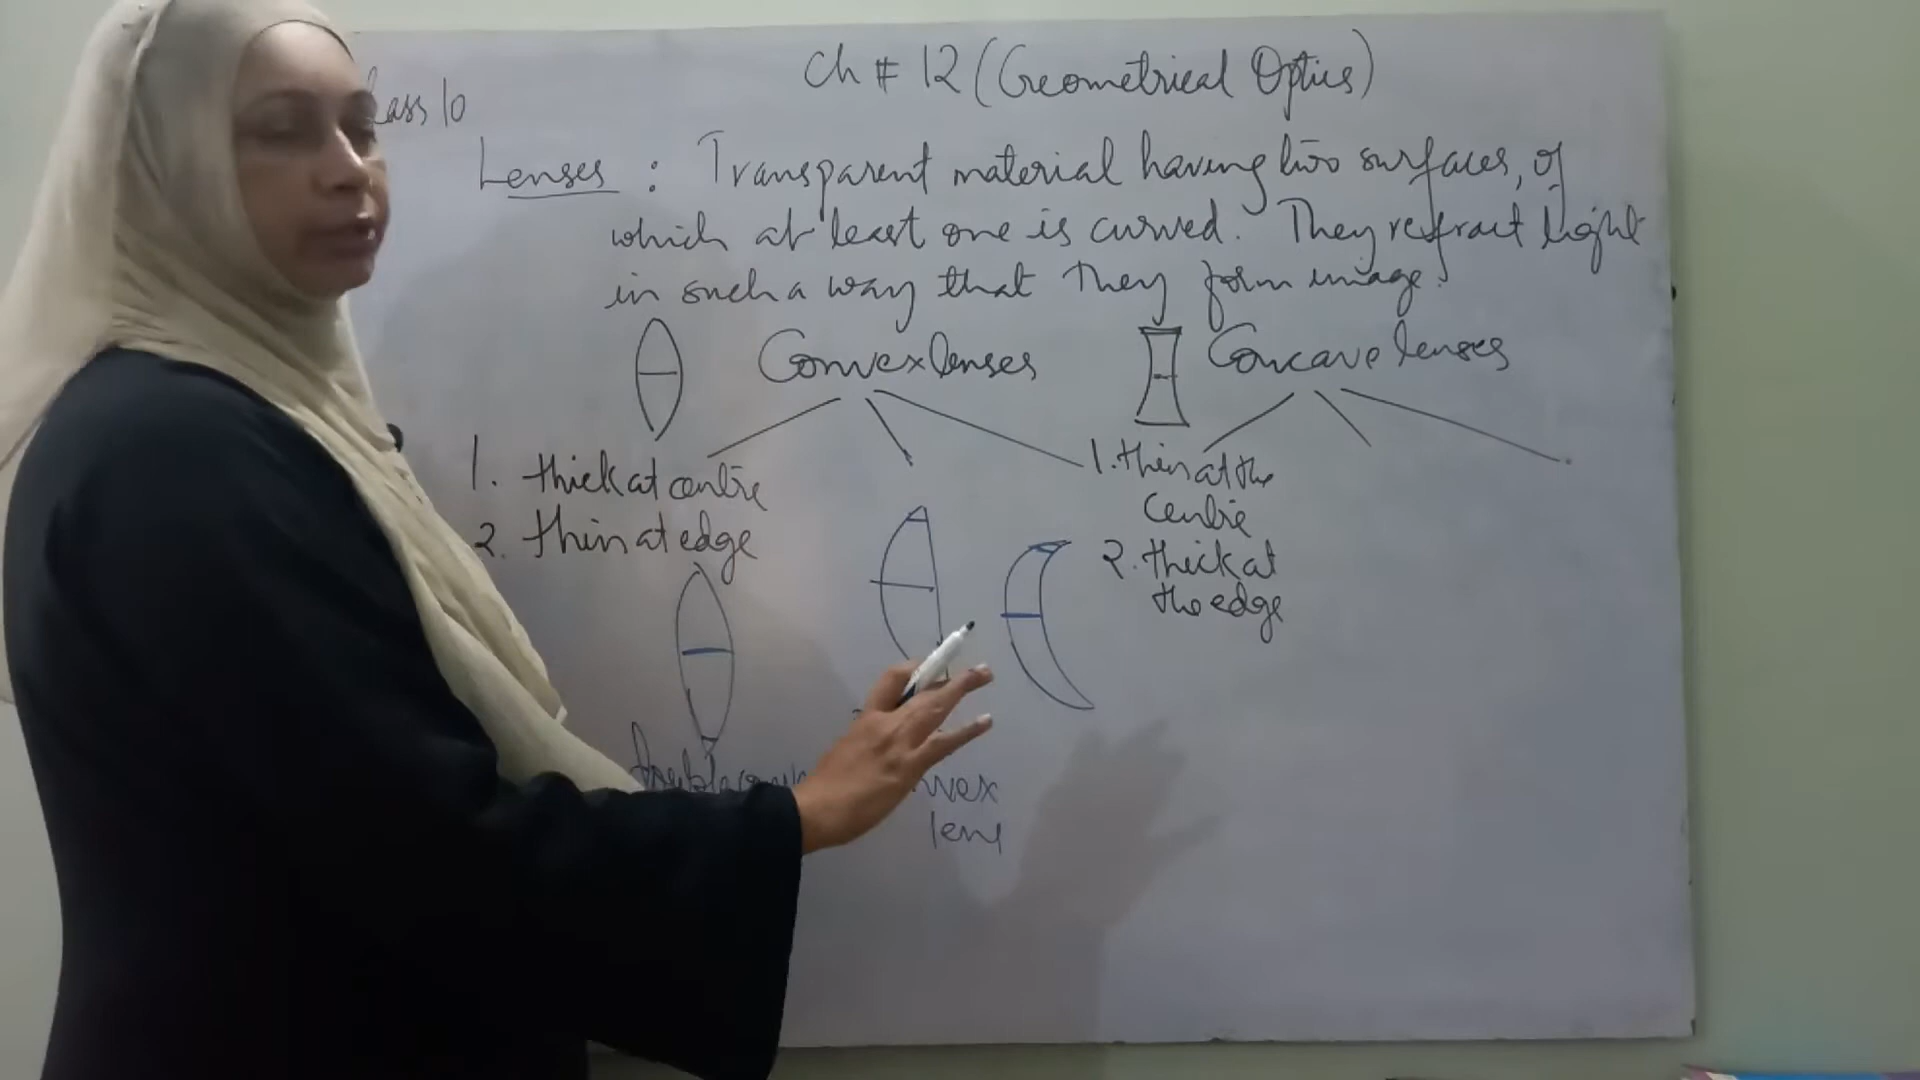 Ch # 12 (Geometrical Optics)
lass 10
Lenses : Transparent material having two surfaces, of
which at least one is curved. They refract light
in such a way that they form image.
Convex lenses
Concave lenses
1. thick at centre
2. thin at edge
1. thin at the
centre
2. thick at
the edge
double
nvex
lens